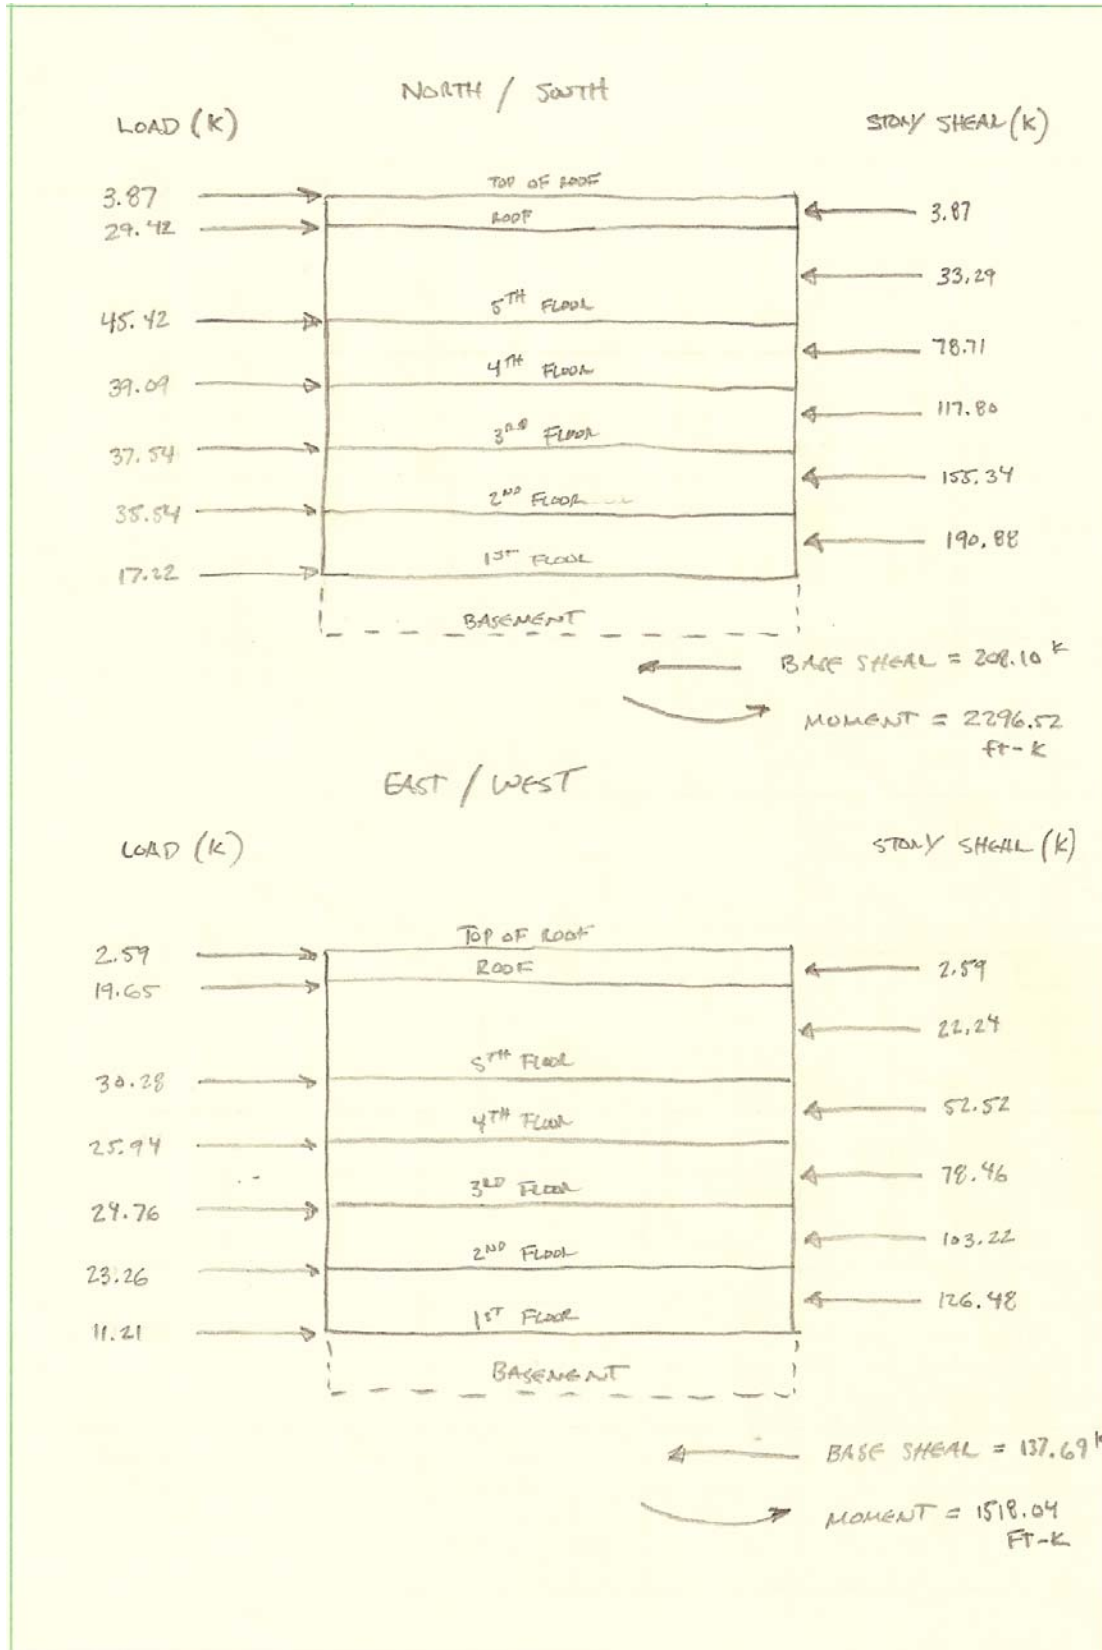 NORTH / SOUTH
LOAD (K) STORY SHEAR (K)
TOP OF ROOF
3.87 3.87
ROOF
29.42
33.29
5TH FLOOR
45.42
78.71
4TH FLOOR
39.09
117.80
3RD FLOOR
37.54
155.34
2ND FLOOR
35.54
190.88
1ST FLOOR
17.22
BASEMENT
BASE SHEAR = 208.10 K
MOMENT = 2296.52
ft-K
EAST / WEST
LOAD (K) STORY SHEAR (K)
TOP OF ROOF
2.59 2.59
ROOF
19.65
22.24
5TH FLOOR
30.28
52.52
4TH FLOOR
25.94
78.46
3RD FLOOR
24.76
103.22
2ND FLOOR
23.26
126.48
1ST FLOOR
11.21
BASEMENT
BASE SHEAR = 137.69 K
MOMENT = 1518.04
FT-K